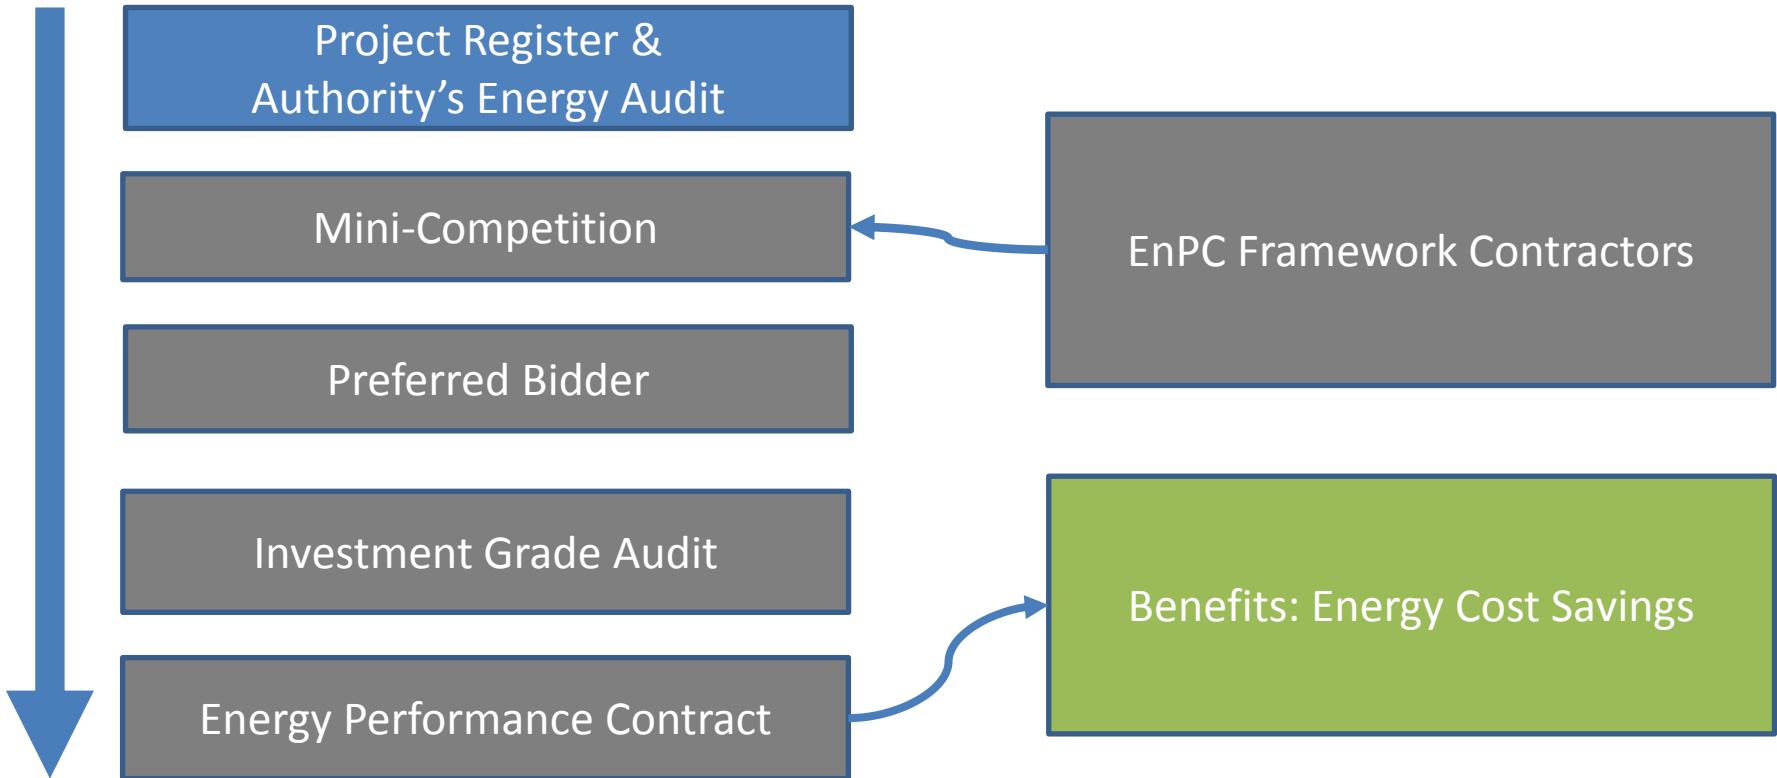 Project Register &
Authority’s Energy Audit
Mini-Competition
EnPC Framework Contractors
Preferred Bidder
Investment Grade Audit
Benefits: Energy Cost Savings
Energy Performance Contract